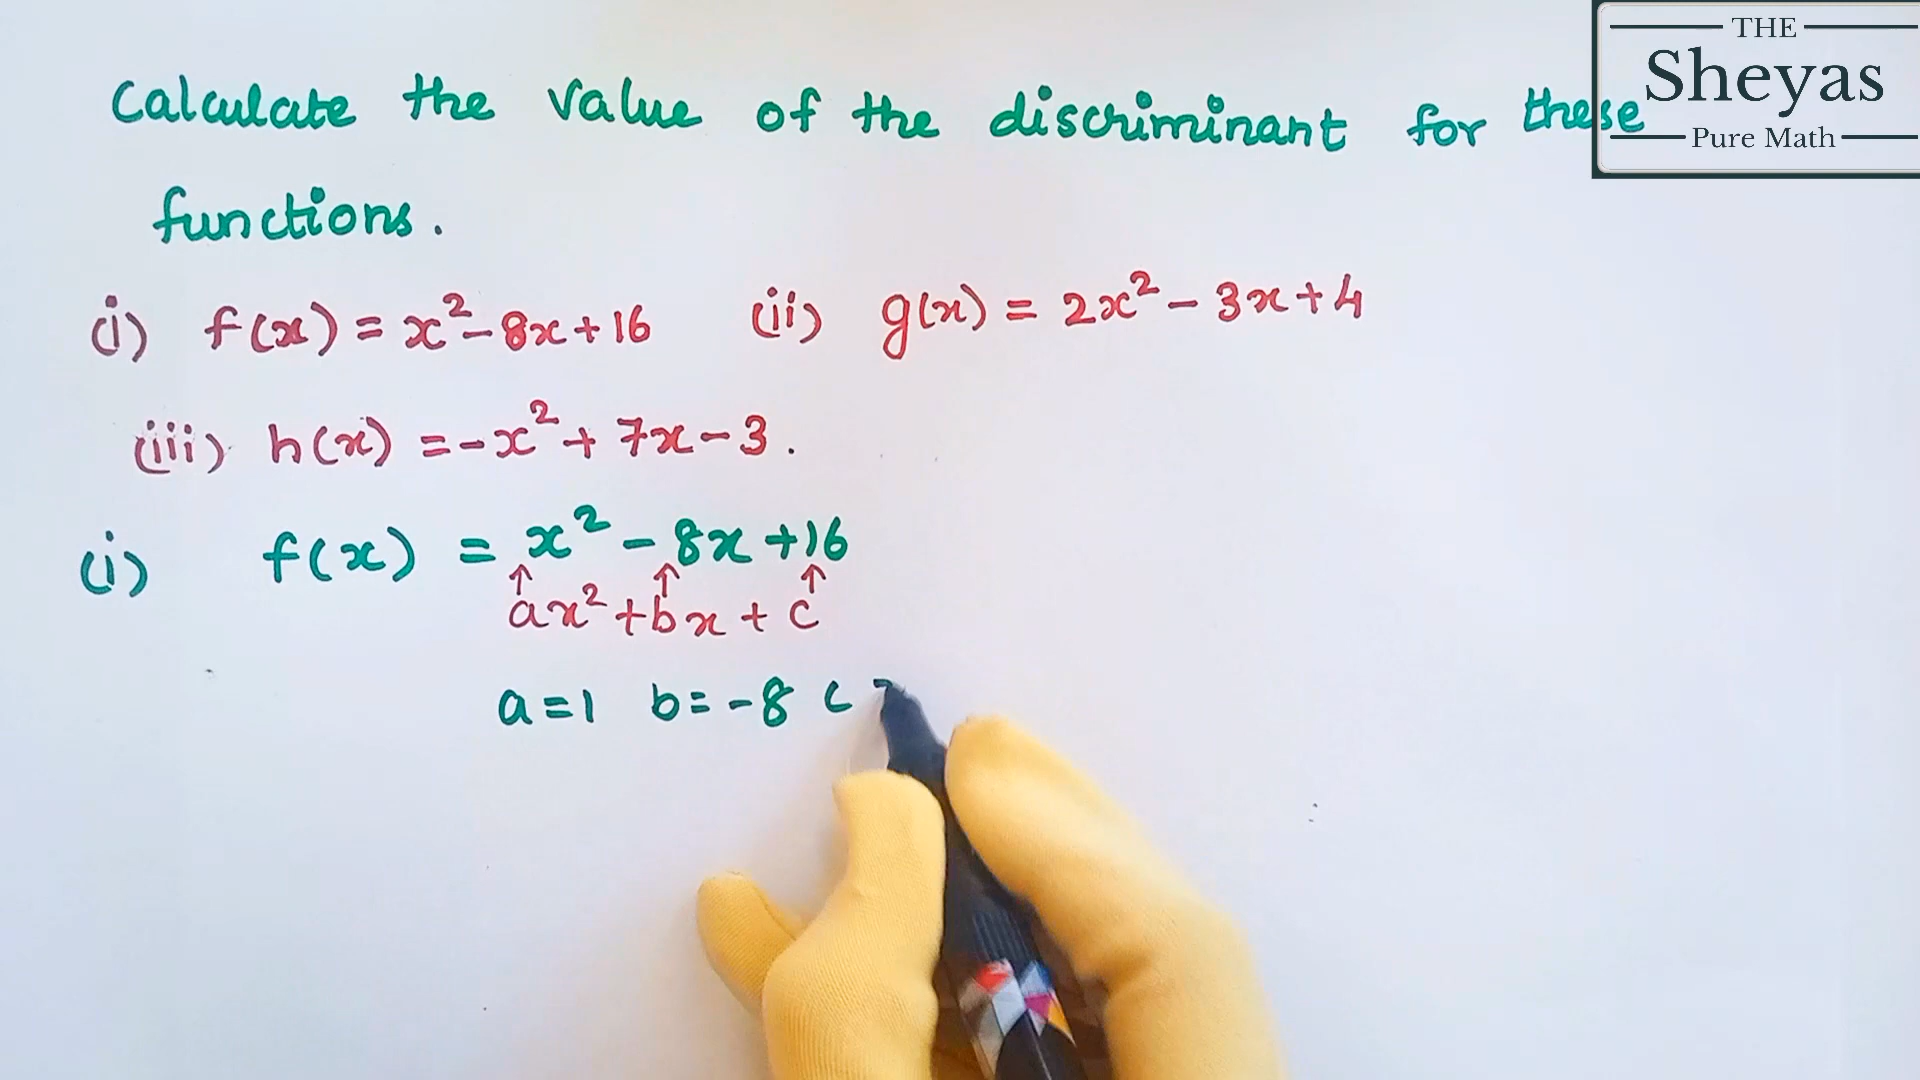 THE
Sheyas
Pure Math
Calculate the value of the discriminant for these
functions.
(i) f(x) = x² - 8x + 16 (ii) g(x) = 2x² - 3x + 4
(iii) h(x) = -x² + 7x - 3.
(i) f(x) = x² - 8x + 16
↑ ↑ ↑
ax² + bx + c
a = 1 b = -8 c =